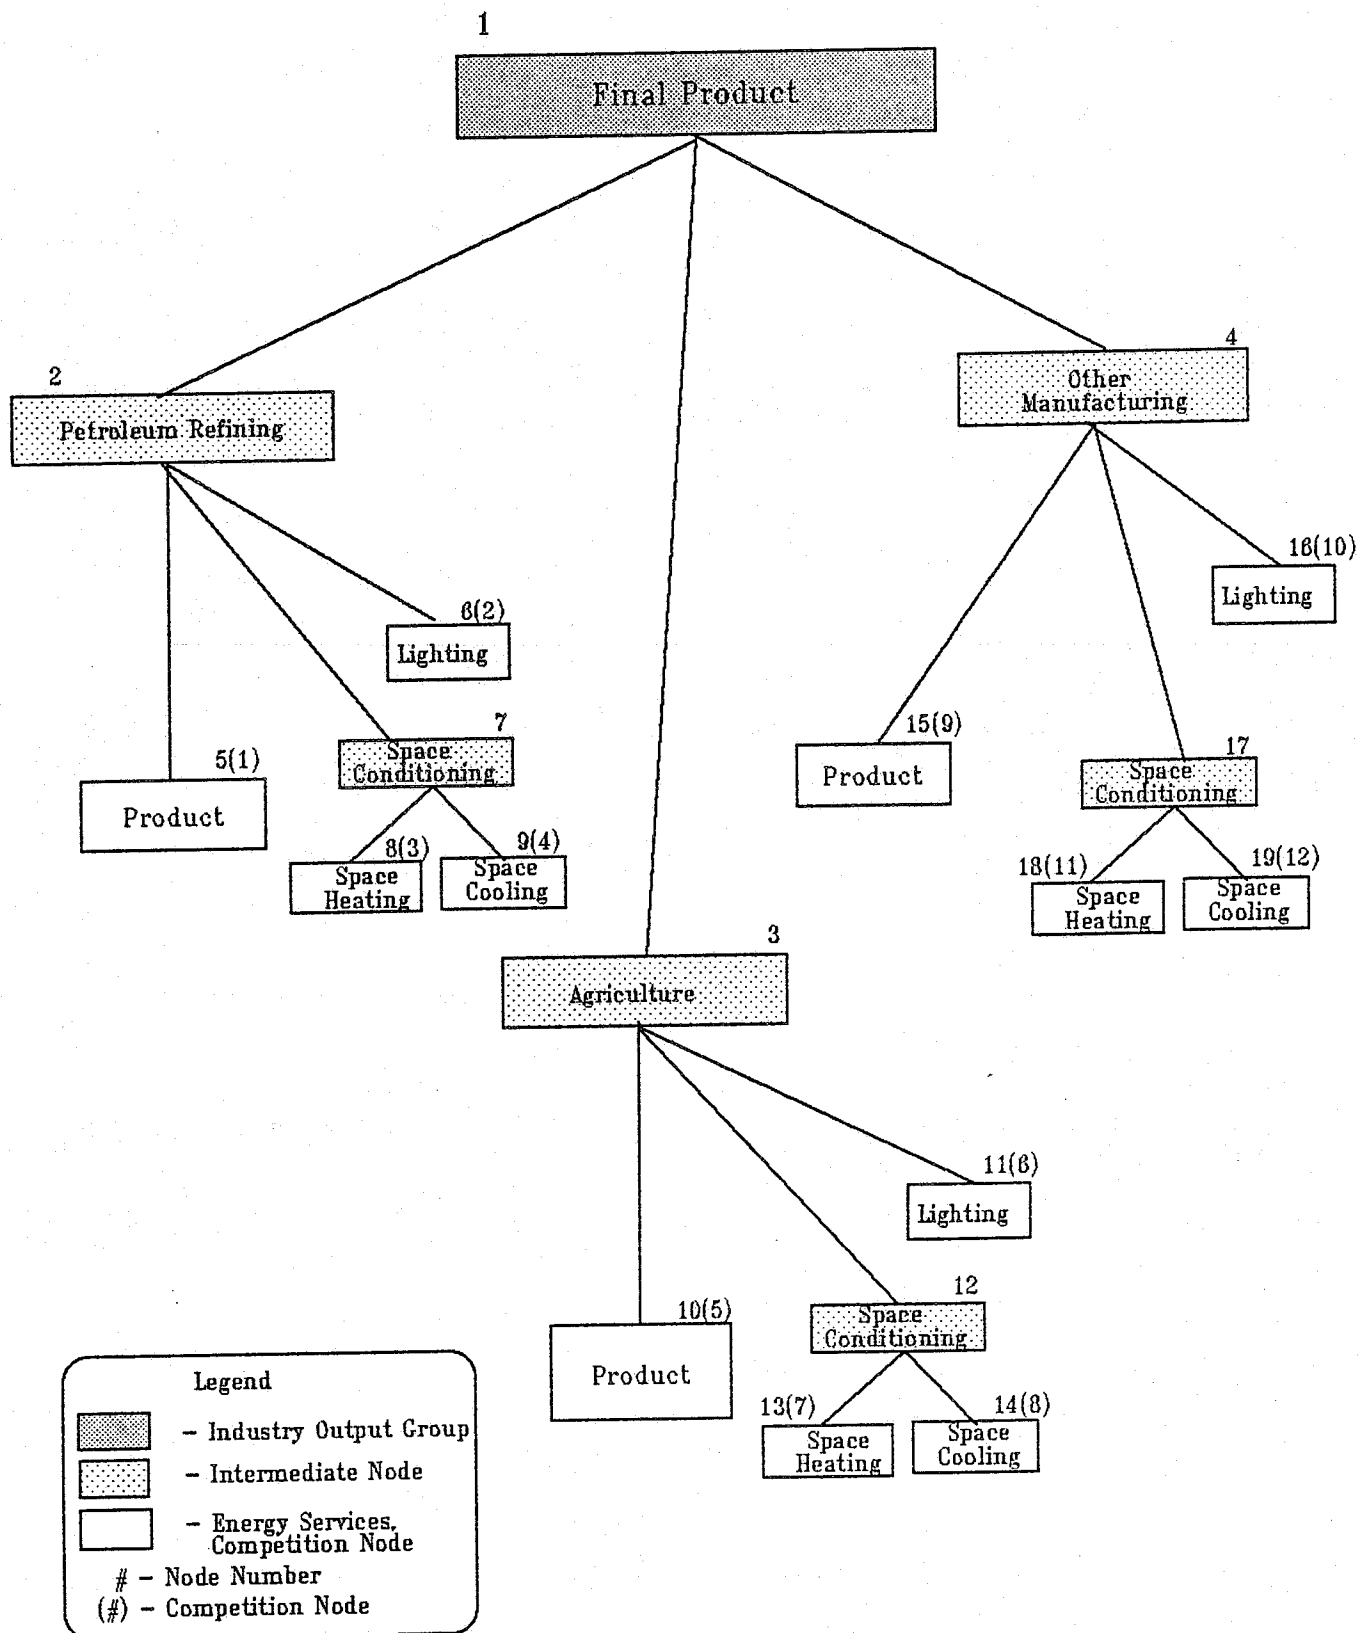 1
Final Product
2
Petroleum Refining
4
Other
Manufacturing
6(2)
Lighting
16(10)
Lighting
5(1)
Product
7
Space
Conditioning
8(3)
Space
Heating
9(4)
Space
Cooling
15(9)
Product
17
Space
Conditioning
18(11)
Space
Heating
19(12)
Space
Cooling
3
Agriculture
11(6)
Lighting
10(5)
Product
12
Space
Conditioning
13(7)
Space
Heating
14(8)
Space
Cooling
Legend
- Industry Output Group
- Intermediate Node
- Energy Services,
Competition Node
# - Node Number
(#) - Competition Node